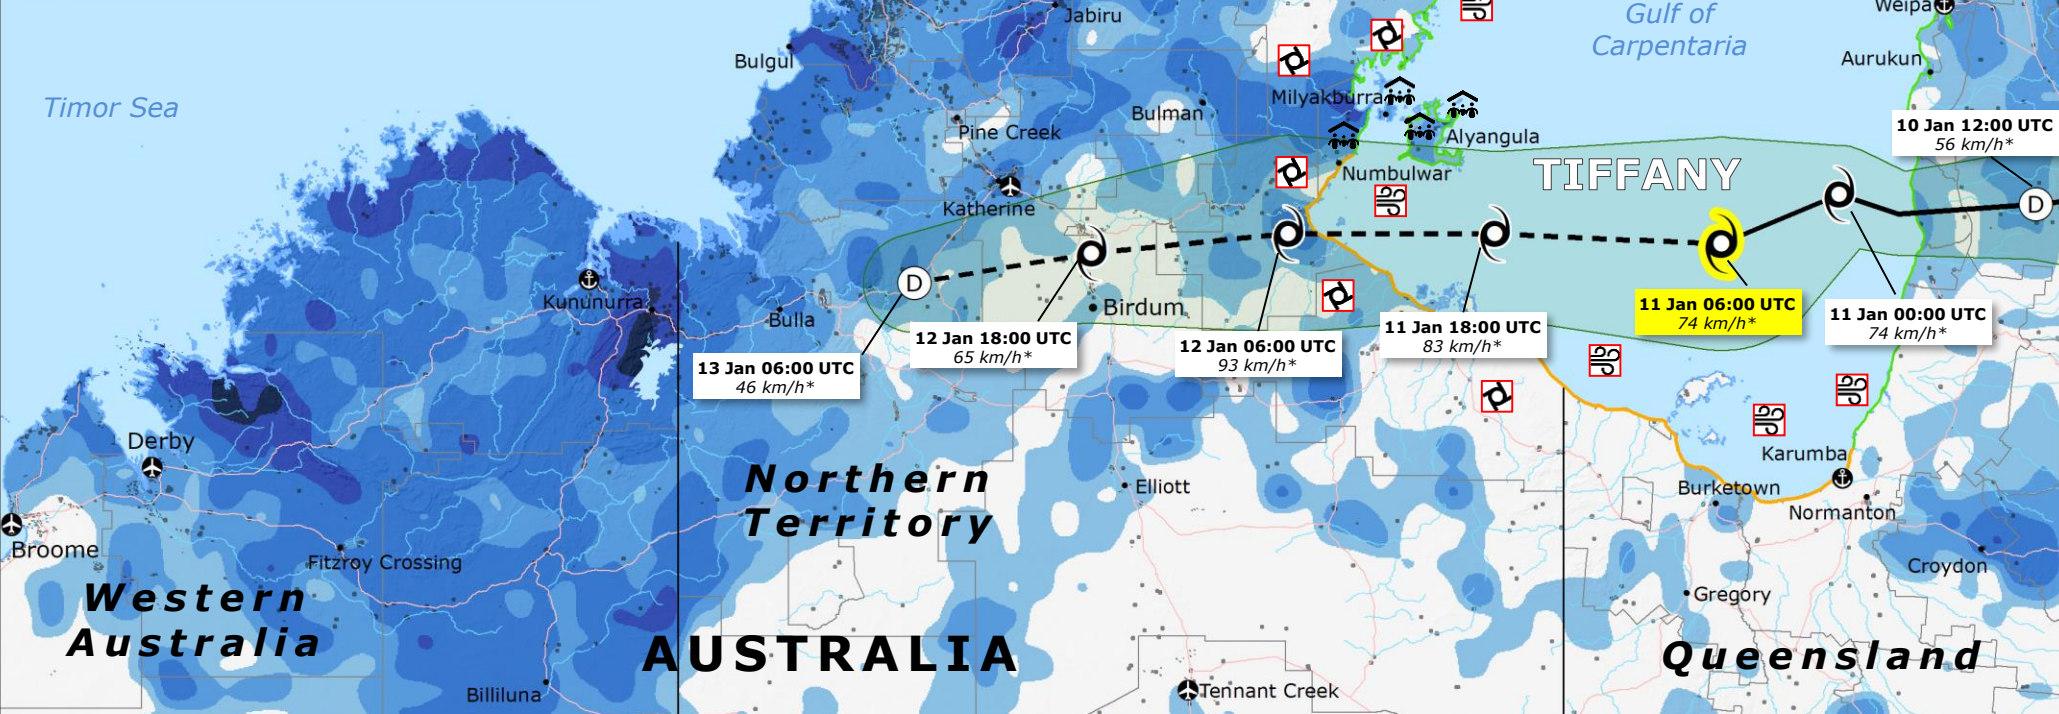 Jabiru
Weipa
Gulf of
Carpentaria
Bulgul
Aurukun
Timor Sea
Milyakburra
Bulman
Pine Creek
Alyangula
10 Jan 12:00 UTC
56 km/h*
TIFFANY
Numbulwar
Katherine
D
D
Kununurra
Bulla
Birdum
11 Jan 06:00 UTC
74 km/h*
11 Jan 00:00 UTC
74 km/h*
11 Jan 18:00 UTC
83 km/h*
12 Jan 18:00 UTC
65 km/h*
12 Jan 06:00 UTC
93 km/h*
13 Jan 06:00 UTC
46 km/h*
Derby
Karumba
Northern
Territory
Elliott
Burketown
Normanton
Broome
Fitzroy Crossing
Croydon
Western
Australia
Gregory
AUSTRALIA
Queensland
Billiluna
Tennant Creek